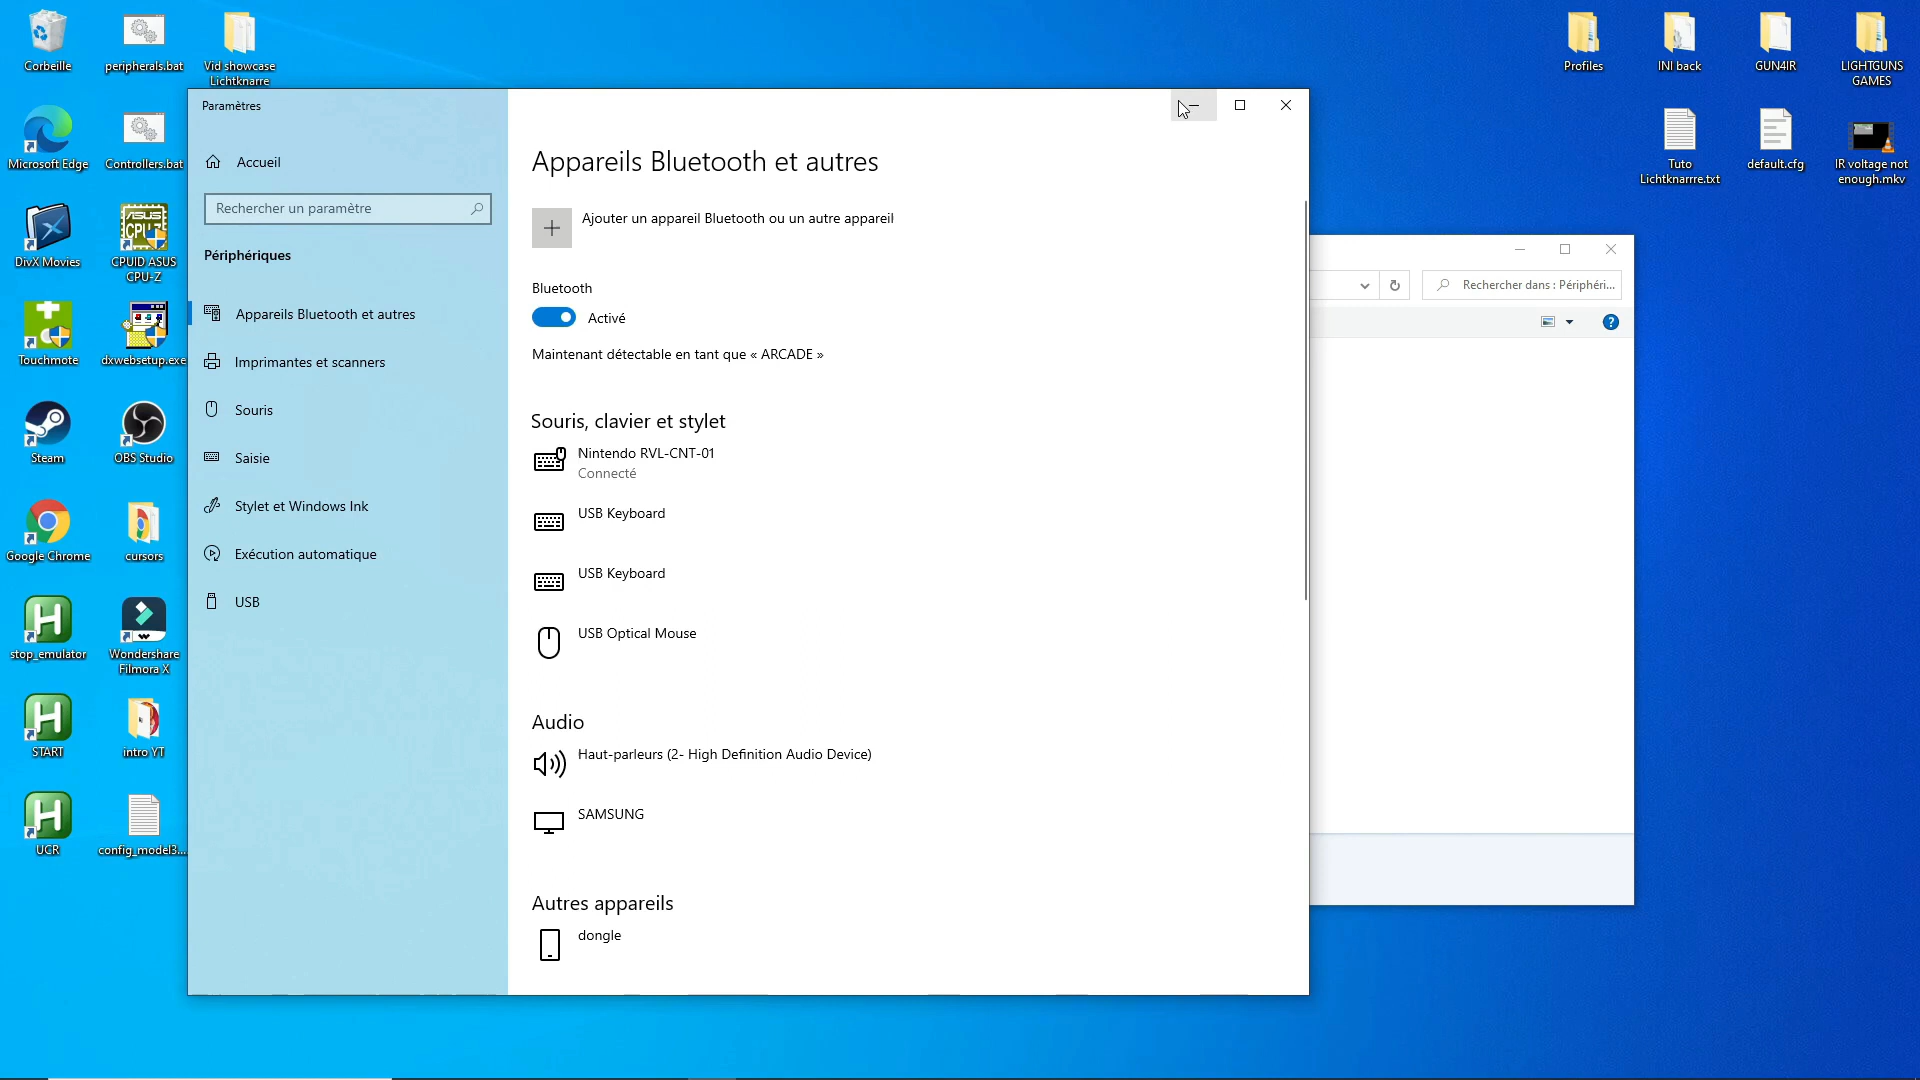 Corbeille
peripherals.bat
Vid showcase
Lichtknarre
Profiles
INI back
GUN4IR
LIGHTGUNS
GAMES
Microsoft Edge
Controllers.bat
Tuto
Lichtknarrre.txt
default.cfg
IR voltage not
enough.mkv
DivX Movies
ASUS
CPU-Z
CPUID ASUS
CPU-Z
Touchmote
dxwebsetup.exe
Steam
OBS Studio
Google Chrome
cursors
stop_emulator
Wondershare
Filmora X
START
intro YT
UCR
config_model3...
Paramètres
Accueil
Rechercher un paramètre
Périphériques
Appareils Bluetooth et autres
Imprimantes et scanners
Souris
Saisie
Stylet et Windows Ink
Exécution automatique
USB
Appareils Bluetooth et autres
Ajouter un appareil Bluetooth ou un autre appareil
Bluetooth
Activé
Maintenant détectable en tant que « ARCADE »
Souris, clavier et stylet
Nintendo RVL-CNT-01
Connecté
USB Keyboard
USB Keyboard
USB Optical Mouse
Audio
Haut-parleurs (2- High Definition Audio Device)
SAMSUNG
Autres appareils
dongle
Rechercher dans : Périphéri...